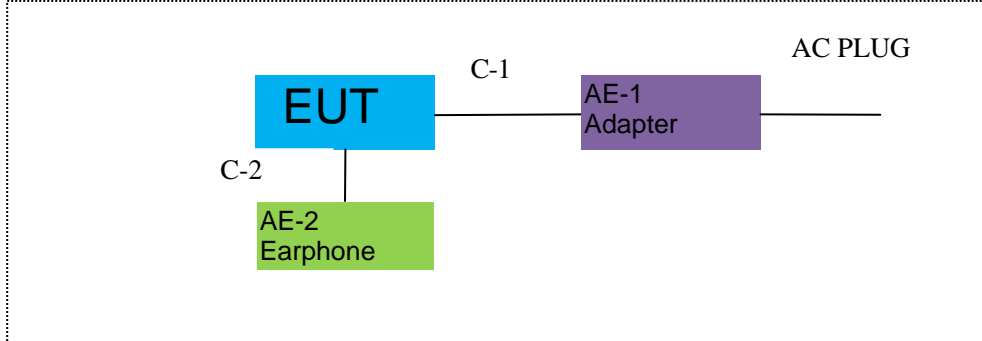 AC PLUG
C-1
EUT
AE-1
Adapter
C-2
AE-2
Earphone